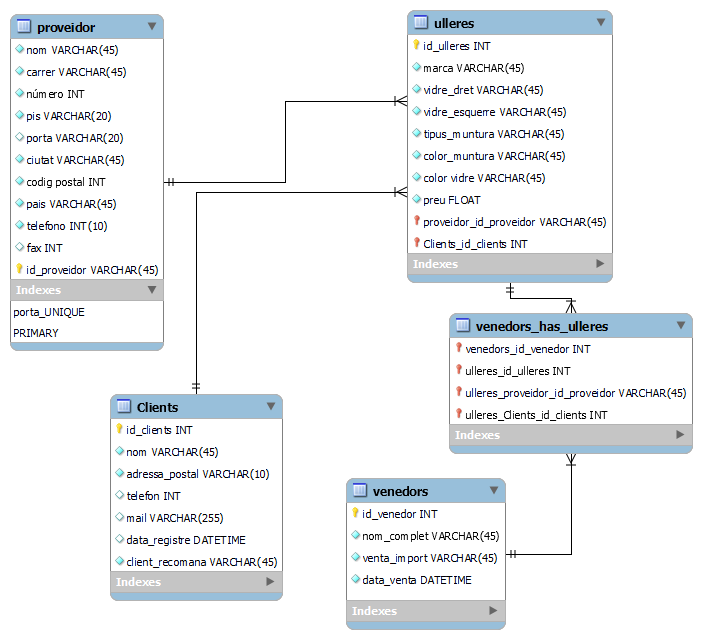 proveidor
nom VARCHAR(45)
carrer VARCHAR(45)
número INT
pis VARCHAR(20)
porta VARCHAR(20)
ciutat VARCHAR(45)
codig postal INT
pais VARCHAR(45)
telefono INT(10)
fax INT
id_proveidor VARCHAR(45)
Indexes
porta_UNIQUE
PRIMARY
ulleres
id_ulleres INT
marca VARCHAR(45)
vidre_dret VARCHAR(45)
vidre_esquerre VARCHAR(45)
tipus_muntura VARCHAR(45)
color_muntura VARCHAR(45)
color vidre VARCHAR(45)
preu FLOAT
proveidor_id_proveidor VARCHAR(45)
Clients_id_clients INT
Indexes
venedors_has_ulleres
venedors_id_venedor INT
ulleres_id_ulleres INT
ulleres_proveidor_id_proveidor VARCHAR(45)
ulleres_Clients_id_clients INT
Indexes
Clients
id_clients INT
nom VARCHAR(45)
adressa_postal VARCHAR(10)
telefon INT
mail VARCHAR(255)
data_registre DATETIME
client_recomana VARCHAR(45)
Indexes
venedors
id_venedor INT
nom_complet VARCHAR(45)
venta_import VARCHAR(45)
data_venta DATETIME
Indexes